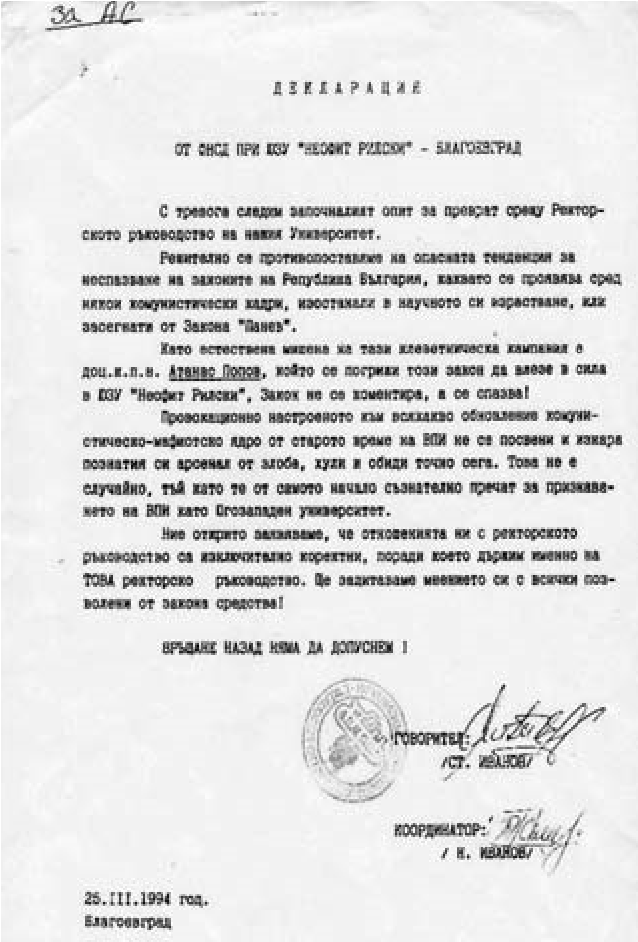 За АС
ДЕКЛАРАЦИЯ
ОТ ФНСД ПРИ ЮЗУ "НЕОФИТ РИЛСКИ" - БЛАГОЕВГРАД
С тревога следим започналият опит за преврат срещу Ректор-
ското ръководство на нашия Университет.
Решително се противопоставяме на опасната тенденция за
неспазване на законите на Република България, каквато се проявява сред
някои комунистически кадри, изостанали в научното си израстване, или
засегнати от Закона "Панев".
Като естествена мишена на тази клеветническа кампания е
доц.к.п.н. Атанас Попов, който се погрижи този закон да влезе в сила
в ЮЗУ "Неофит Рилски", Закон не се коментира, а се спазва!
Провокационно настроеното към всякакво обновление комуни-
стическо-мафиотско ядро от старото време на ВПИ не се посвени и изкара
познатия си арсенал от злоба, хули и обиди точно сега. Това не е
случайно, тъй като те от самото начало съзнателно пречат за признава-
нето на ВПИ като Югозападен университет.
Ние открито заявяваме, че отношенията ни с ректорското
ръководство са изключително коректни, поради което държим именно на
ТОВА ректорско ръководство. Ще защитаваме мнението си с всички поз-
волени от закона средства!
ВРЪЩАНЕ НАЗАД НЯМА ДА ДОПУСНЕМ !
ГОВОРИТЕЛ:
/СТ. ИВАНОВ/
КООРДИНАТОР:
/ Н. ИВАНОВ/
25.III.1994 год.
Благоевград